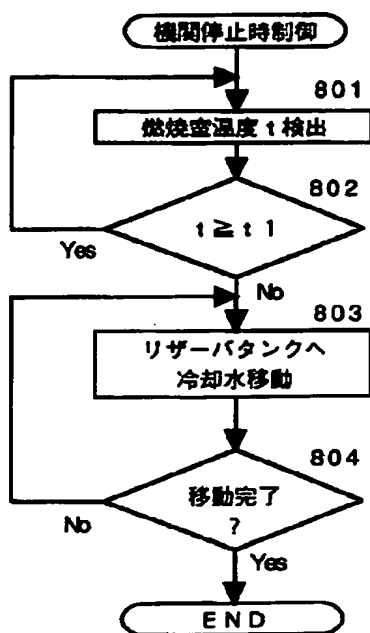 機関停止時制御
801
燃焼室温度t検出
802
t≧t1
Yes
No
803
リザーバタンクへ
冷却水移動
804
移動完了
?
No
Yes
END